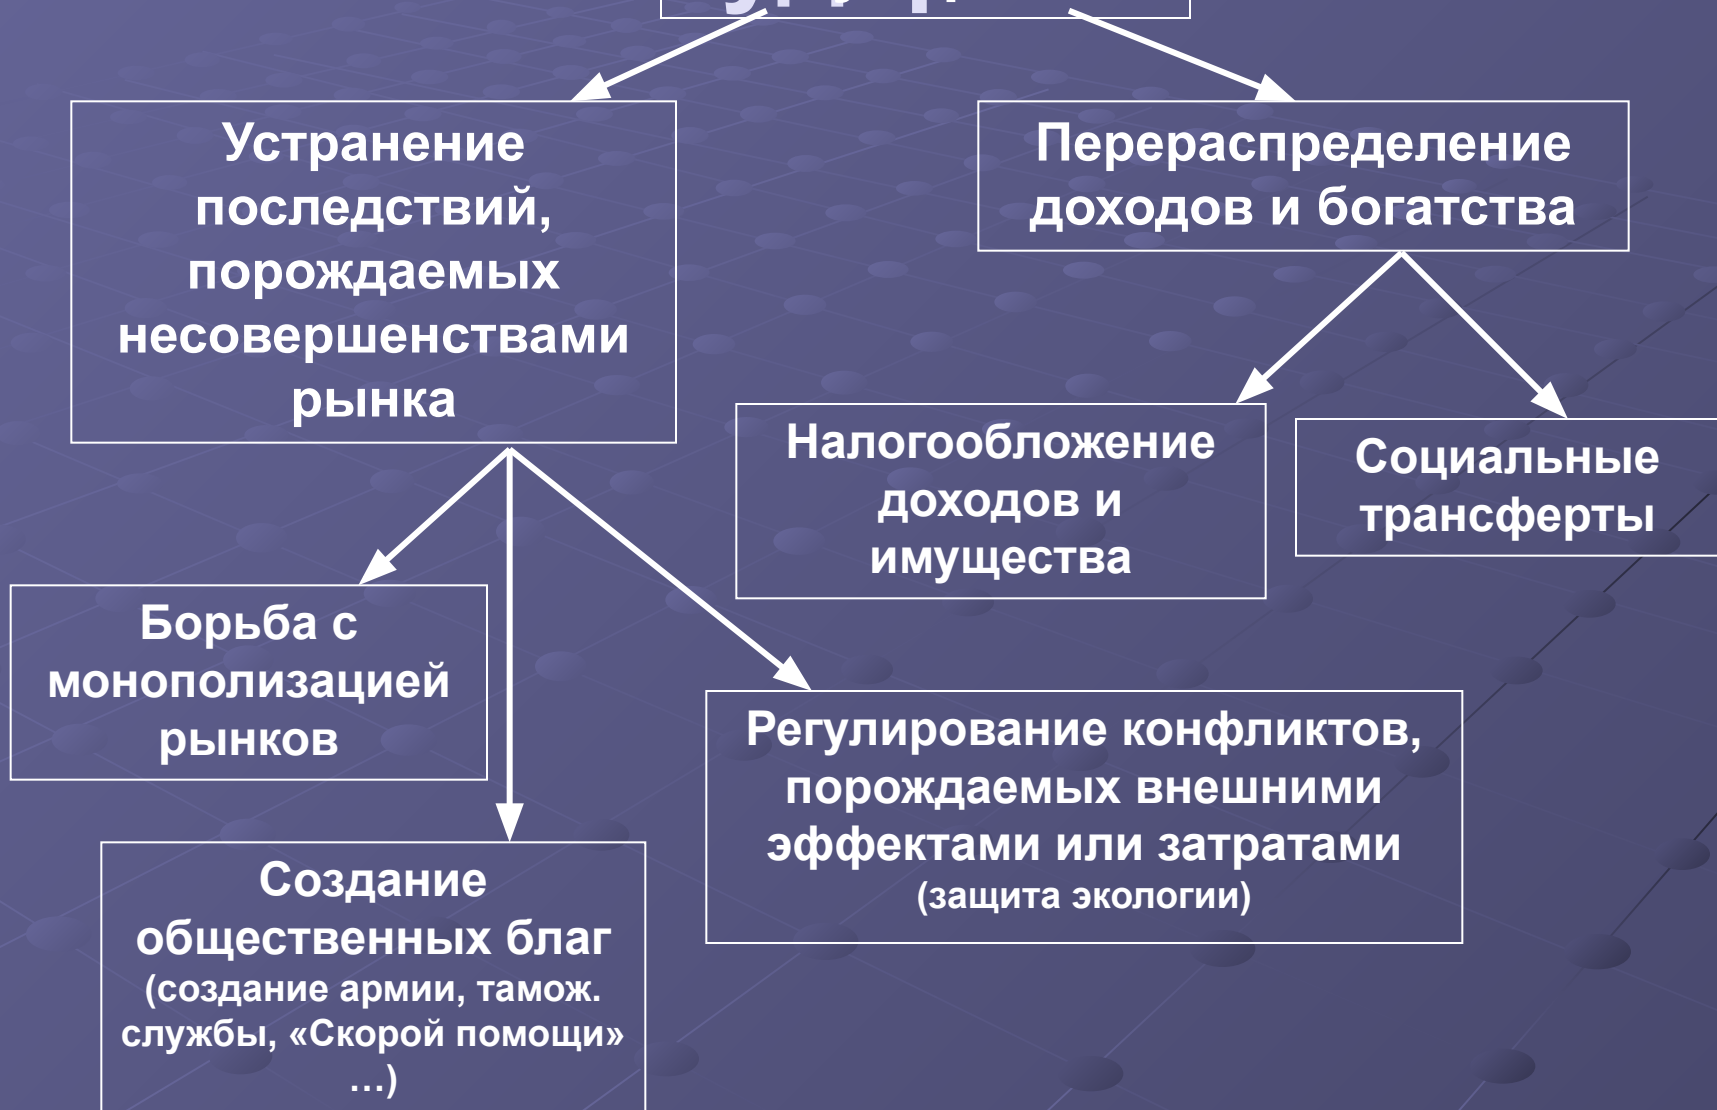 Устранение
последствий,
порождаемых
несовершенствами
рынка
Перераспределение
доходов и богатства
Налогообложение
доходов и
имущества
Социальные
трансферты
Борьба с
монополизацией
рынков
Регулирование конфликтов,
порождаемых внешними
эффектами или затратами
(защита экологии)
Создание
общественных благ
(создание армии, тамож.
службы, «Скорой помощи»
…)